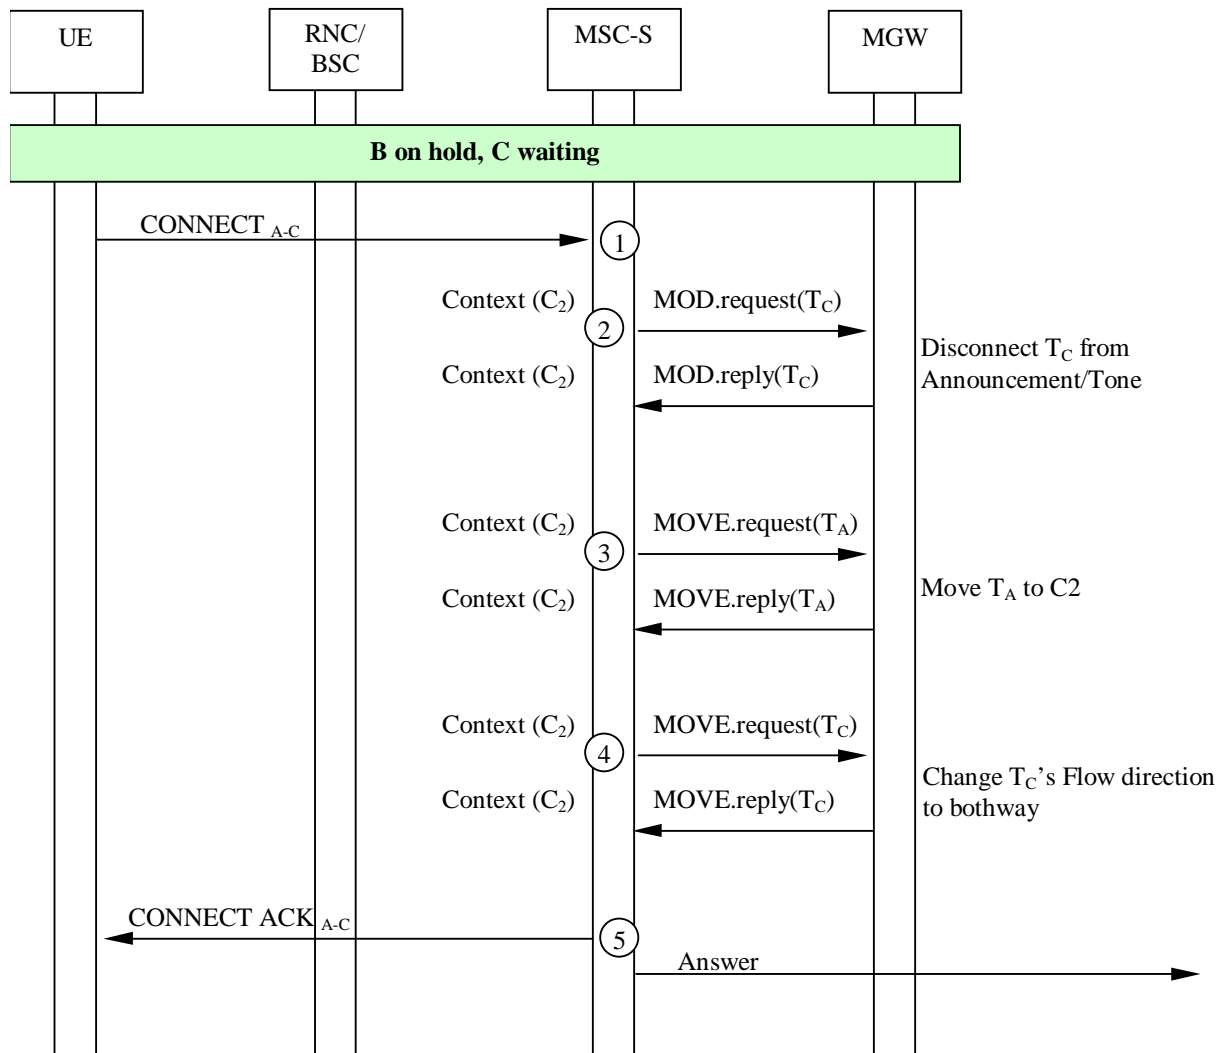 UE
RNC/
BSC
MSC-S
MGW
B on hold, C waiting
CONNECT A-C
1
Context (C2)
MOD.request(TC)
2
Disconnect TC from
Announcement/Tone
Context (C2)
MOD.reply(TC)
Context (C2)
MOVE.request(TA)
3
Move TA to C2
Context (C2)
MOVE.reply(TA)
Context (C2)
MOVE.request(TC)
4
Change TC’s Flow direction
to bothway
Context (C2)
MOVE.reply(TC)
CONNECT ACK A-C
5
Answer